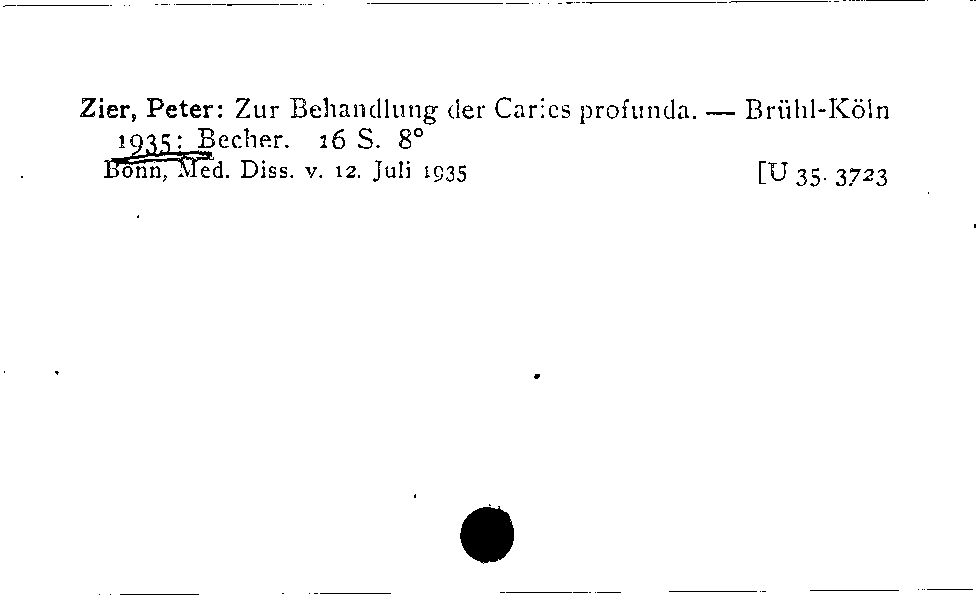 Zier, Peter: Zur Behandlung der Caries profunda. — Brühl-Köln
1935: Becher. 16 S. 8°
Bonn, Med. Diss. v. 12. Juli 1935 [U 35. 3723